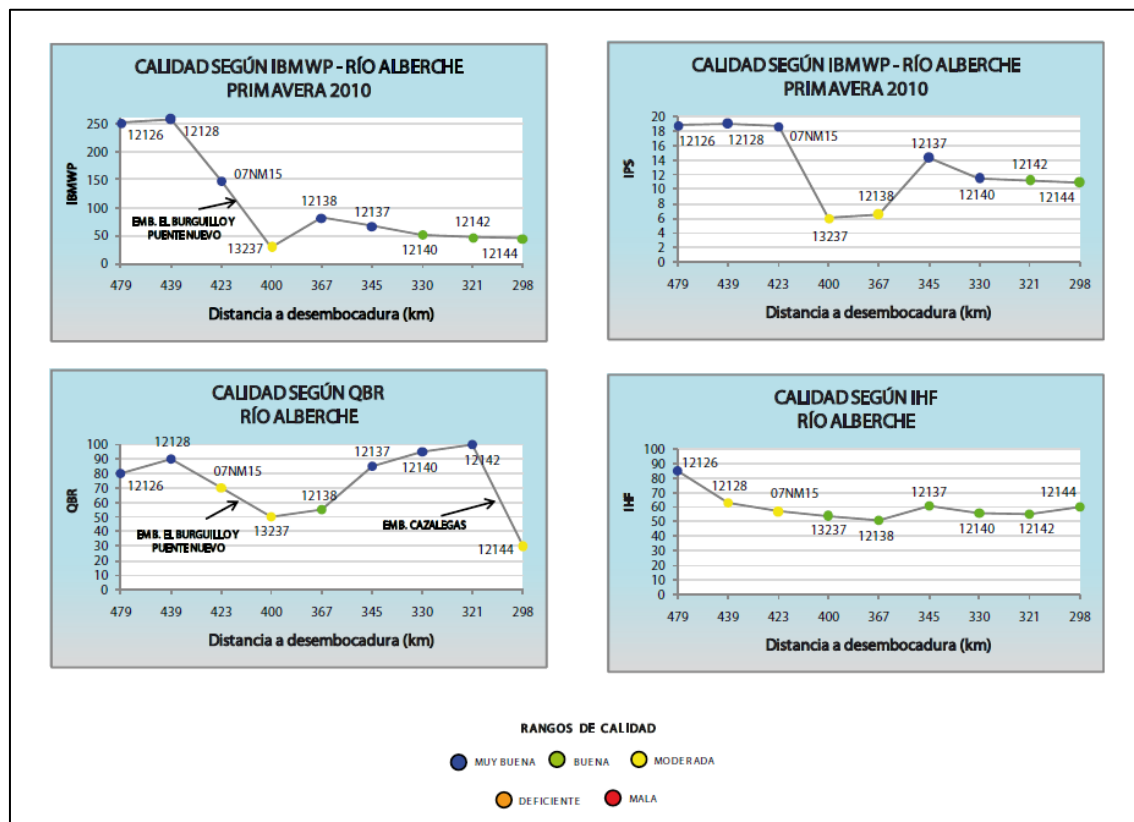 CALIDAD SEGÚN IBMWP - RÍO ALBERCHE
PRIMAVERA 2010
IBMWP
250
200
150
100
50
0
12126
12128
07NM15
EMB. EL BURGUILLO Y
PUENTE NUEVO
13237
12138
12137
12140
12142
12144
479 439 423 400 367 345 330 321 298
Distancia a desembocadura (km)
CALIDAD SEGÚN IBMWP - RÍO ALBERCHE
PRIMAVERA 2010
IPS
20
18
16
14
12
10
8
6
4
2
0
12126
12128
07NM15
13237
12138
12137
12140
12142
12144
479 439 423 400 367 345 330 321 298
Distancia a desembocadura (km)
CALIDAD SEGÚN QBR
RÍO ALBERCHE
QBR
100
90
80
70
60
50
40
30
20
10
0
12126
12128
07NM15
EMB. EL BURGUILLO Y
PUENTE NUEVO
13237
12138
12137
12140
12142
EMB. CAZALEGAS
12144
479 439 423 400 367 345 330 321 298
Distancia a desembocadura (km)
CALIDAD SEGÚN IHF
RÍO ALBERCHE
IHF
100
90
80
70
60
50
40
30
20
10
0
12126
12128
07NM15
13237
12138
12137
12140
12142
12144
479 439 423 400 367 345 330 321 298
Distancia a desembocadura (km)
RANGOS DE CALIDAD
MUY BUENA BUENA MODERADA
DEFICIENTE MALA